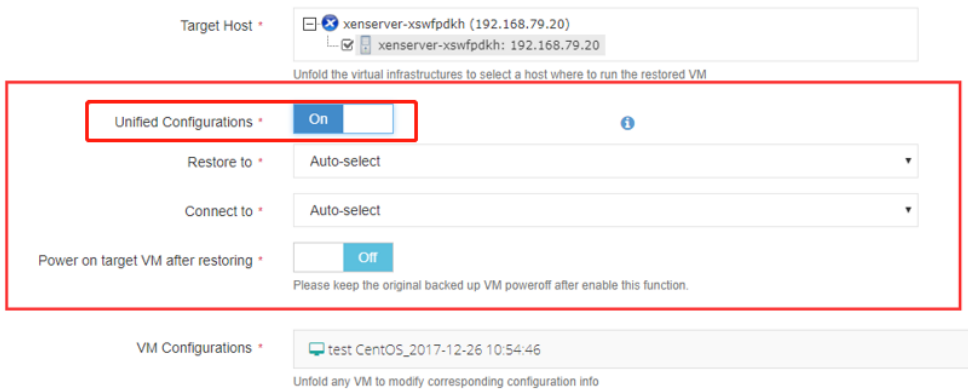 Target Host *
xenserver-xswfpdkh (192.168.79.20)
xenserver-xswfpdkh: 192.168.79.20
Unfold the virtual infrastructures to select a host where to run the restored VM
Unified Configurations * On
Restore to * Auto-select
Connect to * Auto-select
Power on target VM after restoring * Off
Please keep the original backed up VM poweroff after enable this function.
VM Configurations * test CentOS_2017-12-26 10:54:46
Unfold any VM to modify corresponding configuration info